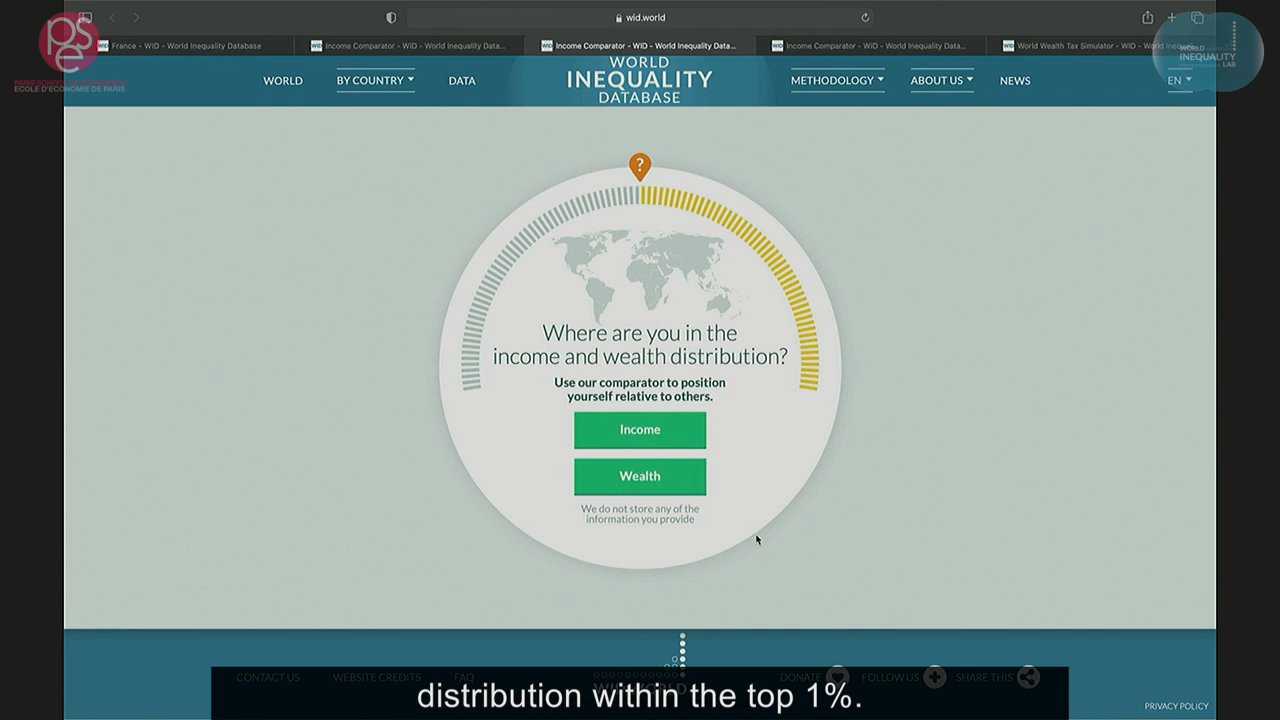 wid.world
France - WID - World Inequality Database
Income Comparator - WID - World Inequality Data...
Income Comparator - WID - World Inequality Data...
Income Comparator - WID - World Inequality Data...
World Wealth Tax Simulator - WID - World Ineq
PSE
PARIS SCHOOL OF ECONOMICS
ECOLE D'ECONOMIE DE PARIS
WORLD
INEQUALITY
LAB
WORLD
BY COUNTRY
DATA
WORLD
INEQUALITY
DATABASE
METHODOLOGY
ABOUT US
NEWS
EN
?
Where are you in the
income and wealth distribution?
Use our comparator to position
yourself relative to others.
Income
Wealth
We do not store any of the
information you provide
CONTACT US
WEBSITE CREDITS
FAQ
DONATE
FOLLOW US
SHARE THIS
distribution within the top 1%.
PRIVACY POLICY